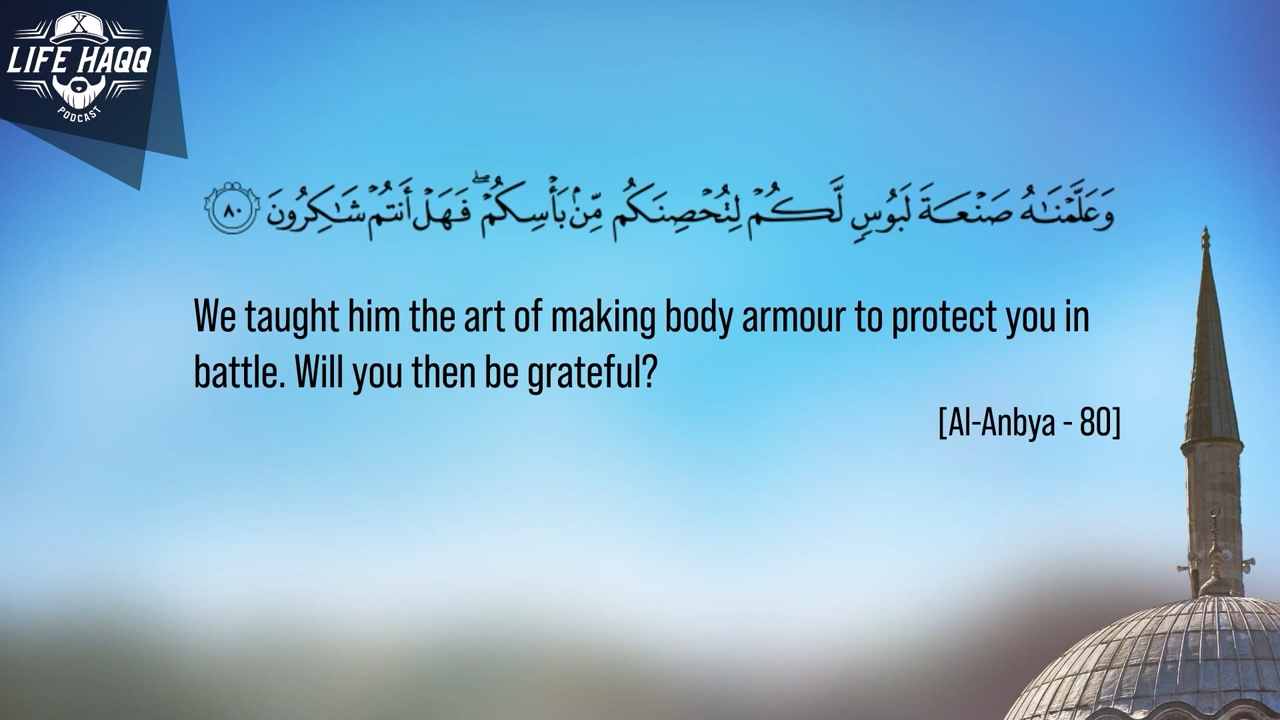 LIFE HAQQ
PODCAST
وَعَلَّمْنَـٰهُ صَنْعَةَ لَبُوسٍ لَّكُمْ لِتُحْصِنَكُم مِّنۢ بَأْسِكُمْ ۖ فَهَلْ أَنتُمْ شَـٰكِرُونَ ٨٠
We taught him the art of making body armour to protect you in
battle. Will you then be grateful?
[Al-Anbya - 80]